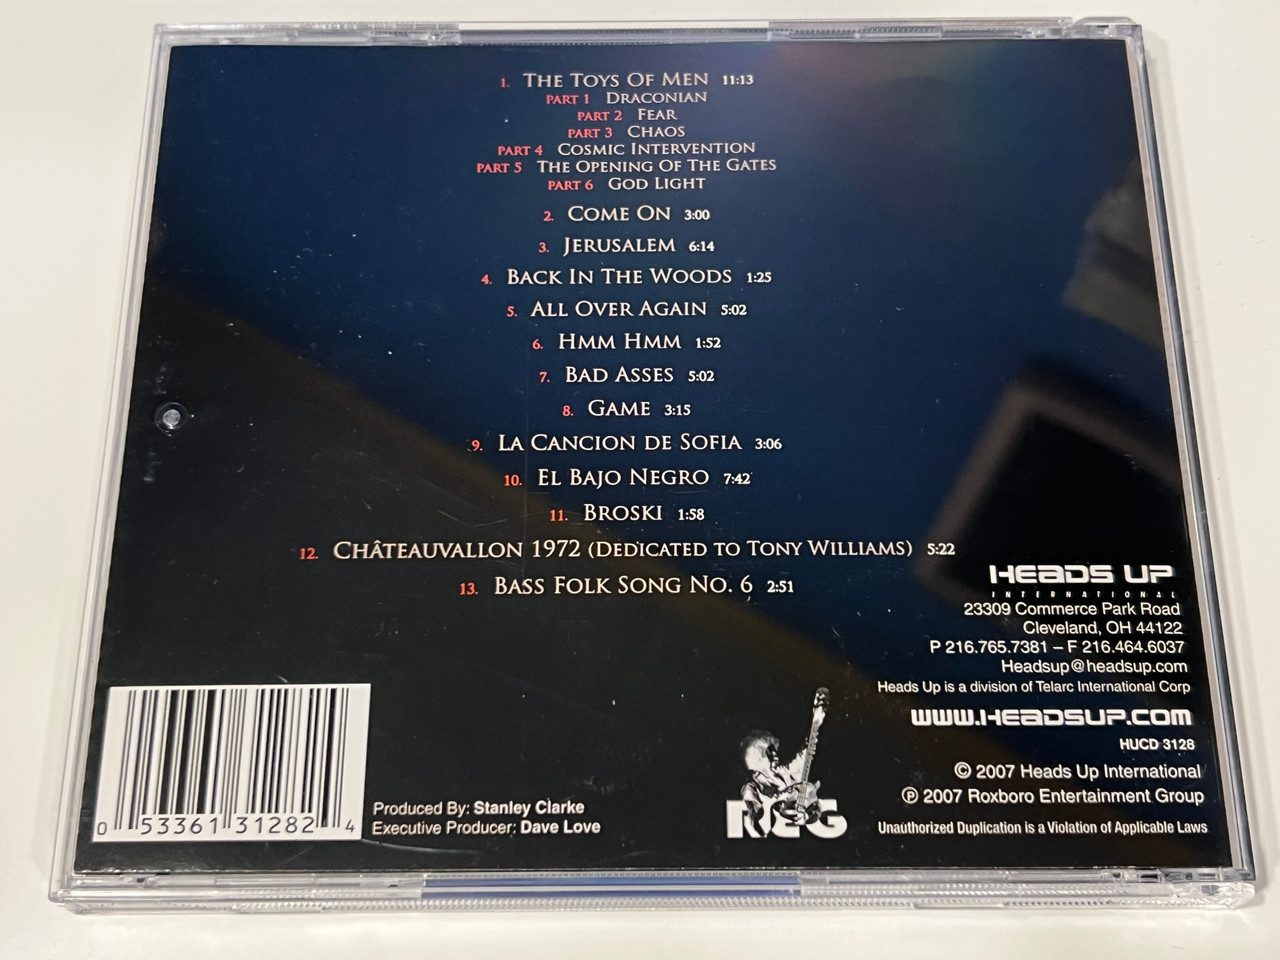 1. The Toys Of Men 11:13
Part 1 Draconian
Part 2 Fear
Part 3 Chaos
Part 4 Cosmic Intervention
Part 5 The Opening Of The Gates
Part 6 God Light
2. Come On 3:00
3. Jerusalem 6:14
4. Back In The Woods 1:25
5. All Over Again 5:02
6. Hmm Hmm 1:52
7. Bad Asses 5:02
8. Game 3:15
9. La Cancion de Sofia 3:06
10. El Bajo Negro 7:42
11. Broski 1:58
12. Châteauvallon 1972 (Dedicated to Tony Williams) 5:22
13. Bass Folk Song No. 6 2:51
HEADS UP
INTERNATIONAL
23309 Commerce Park Road
Cleveland, OH 44122
P 216.765.7381 – F 216.464.6037
Headsup@headsup.com
Heads Up is a division of Telarc International Corp
www.HEADSUP.com
HUCD 3128
© 2007 Heads Up International
℗ 2007 Roxboro Entertainment Group
Unauthorized Duplication is a Violation of Applicable Laws
REG
Produced By: Stanley Clarke
Executive Producer: Dave Love
0 53361 31282 4